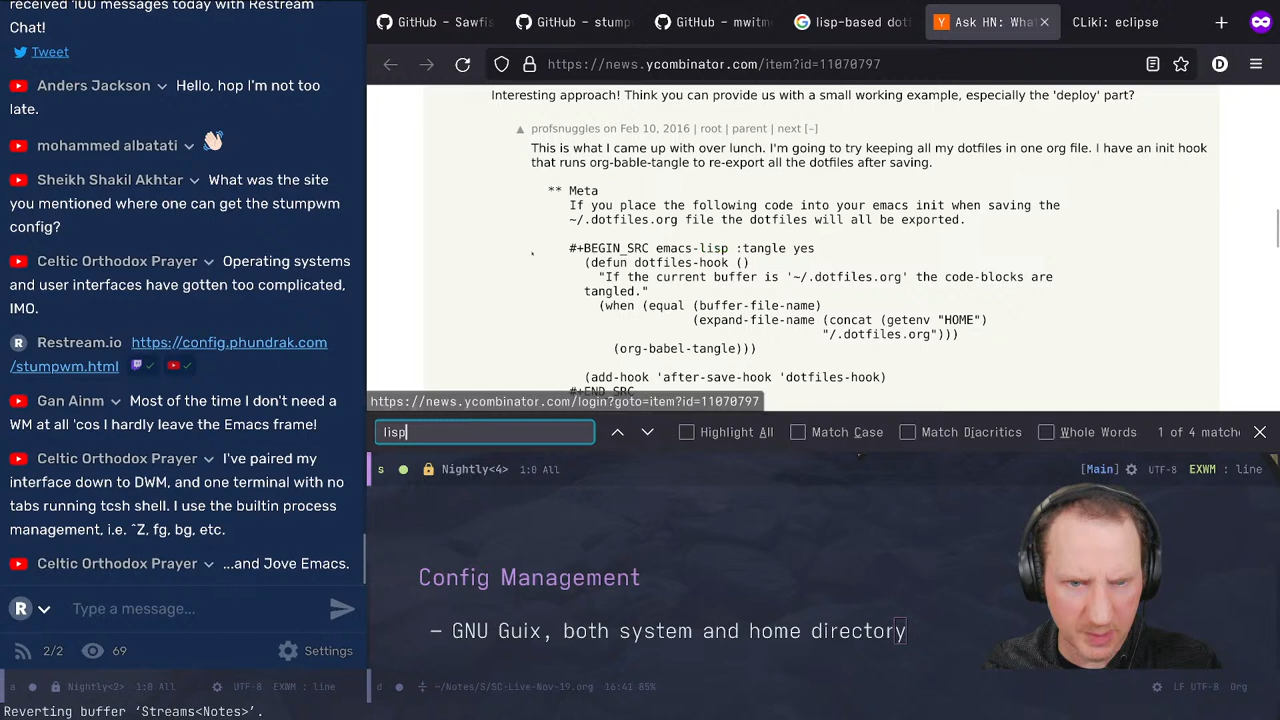 received '100 messages today with Restream
Chat!
Tweet
Anders Jackson Hello, hop I'm not too
late.
mohammed albatati
Sheikh Shakil Akhtar What was the site
you mentioned where one can get the stumpwm
config?
Celtic Orthodox Prayer Operating systems
and user interfaces have gotten too complicated,
IMO.
R Restream.io https://config.phundrak.com
/stumpwm.html
Gan Ainm Most of the time I don't need a
WM at all 'cos I hardly leave the Emacs frame!
Celtic Orthodox Prayer I've paired my
interface down to DWM, and one terminal with no
tabs running tcsh shell. I use the builtin process
management, i.e. ^Z, fg, bg, etc.
Celtic Orthodox Prayer ...and Jove Emacs.
R Type a message...
2/2 69 Settings
a Nightly<2> 1:0 All UTF-8 EXWM : line
Reverting buffer ‘Streams<Notes>’.
GitHub - Sawfis
GitHub - stump
GitHub - mwitm
lisp-based dot
Y Ask HN: Wha
CLiki: eclipse
https://news.ycombinator.com/item?id=11070797
D
Interesting approach! Think you can provide us with a small working example, especially the 'deploy' part?
▲ profsnuggles on Feb 10, 2016 | root | parent | next [–]
This is what I came up with over lunch. I'm going to try keeping all my dotfiles in one org file. I have an init hook
that runs org-bable-tangle to re-export all the dotfiles after saving.
** Meta
If you place the following code into your emacs init when saving the
~/.dotfiles.org file the dotfiles will all be exported.
#+BEGIN_SRC emacs-lisp :tangle yes
(defun dotfiles-hook ()
"If the current buffer is '~/.dotfiles.org' the code-blocks are
tangled."
(when (equal (buffer-file-name)
(expand-file-name (concat (getenv "HOME")
"/.dotfiles.org")))
(org-babel-tangle)))
(add-hook 'after-save-hook 'dotfiles-hook)
#+END_SRC
https://news.ycombinator.com/login?goto=item?id=11070797
lisp
Highlight All Match Case Match Diacritics Whole Words 1 of 4 matche
s Nightly<4> 1:0 All [Main] UTF-8 EXWM : line
Config Management
– GNU Guix, both system and home directory
d ~/Notes/S/SC-Live-Nov-19.org 16:41 85% LF UTF-8 Org